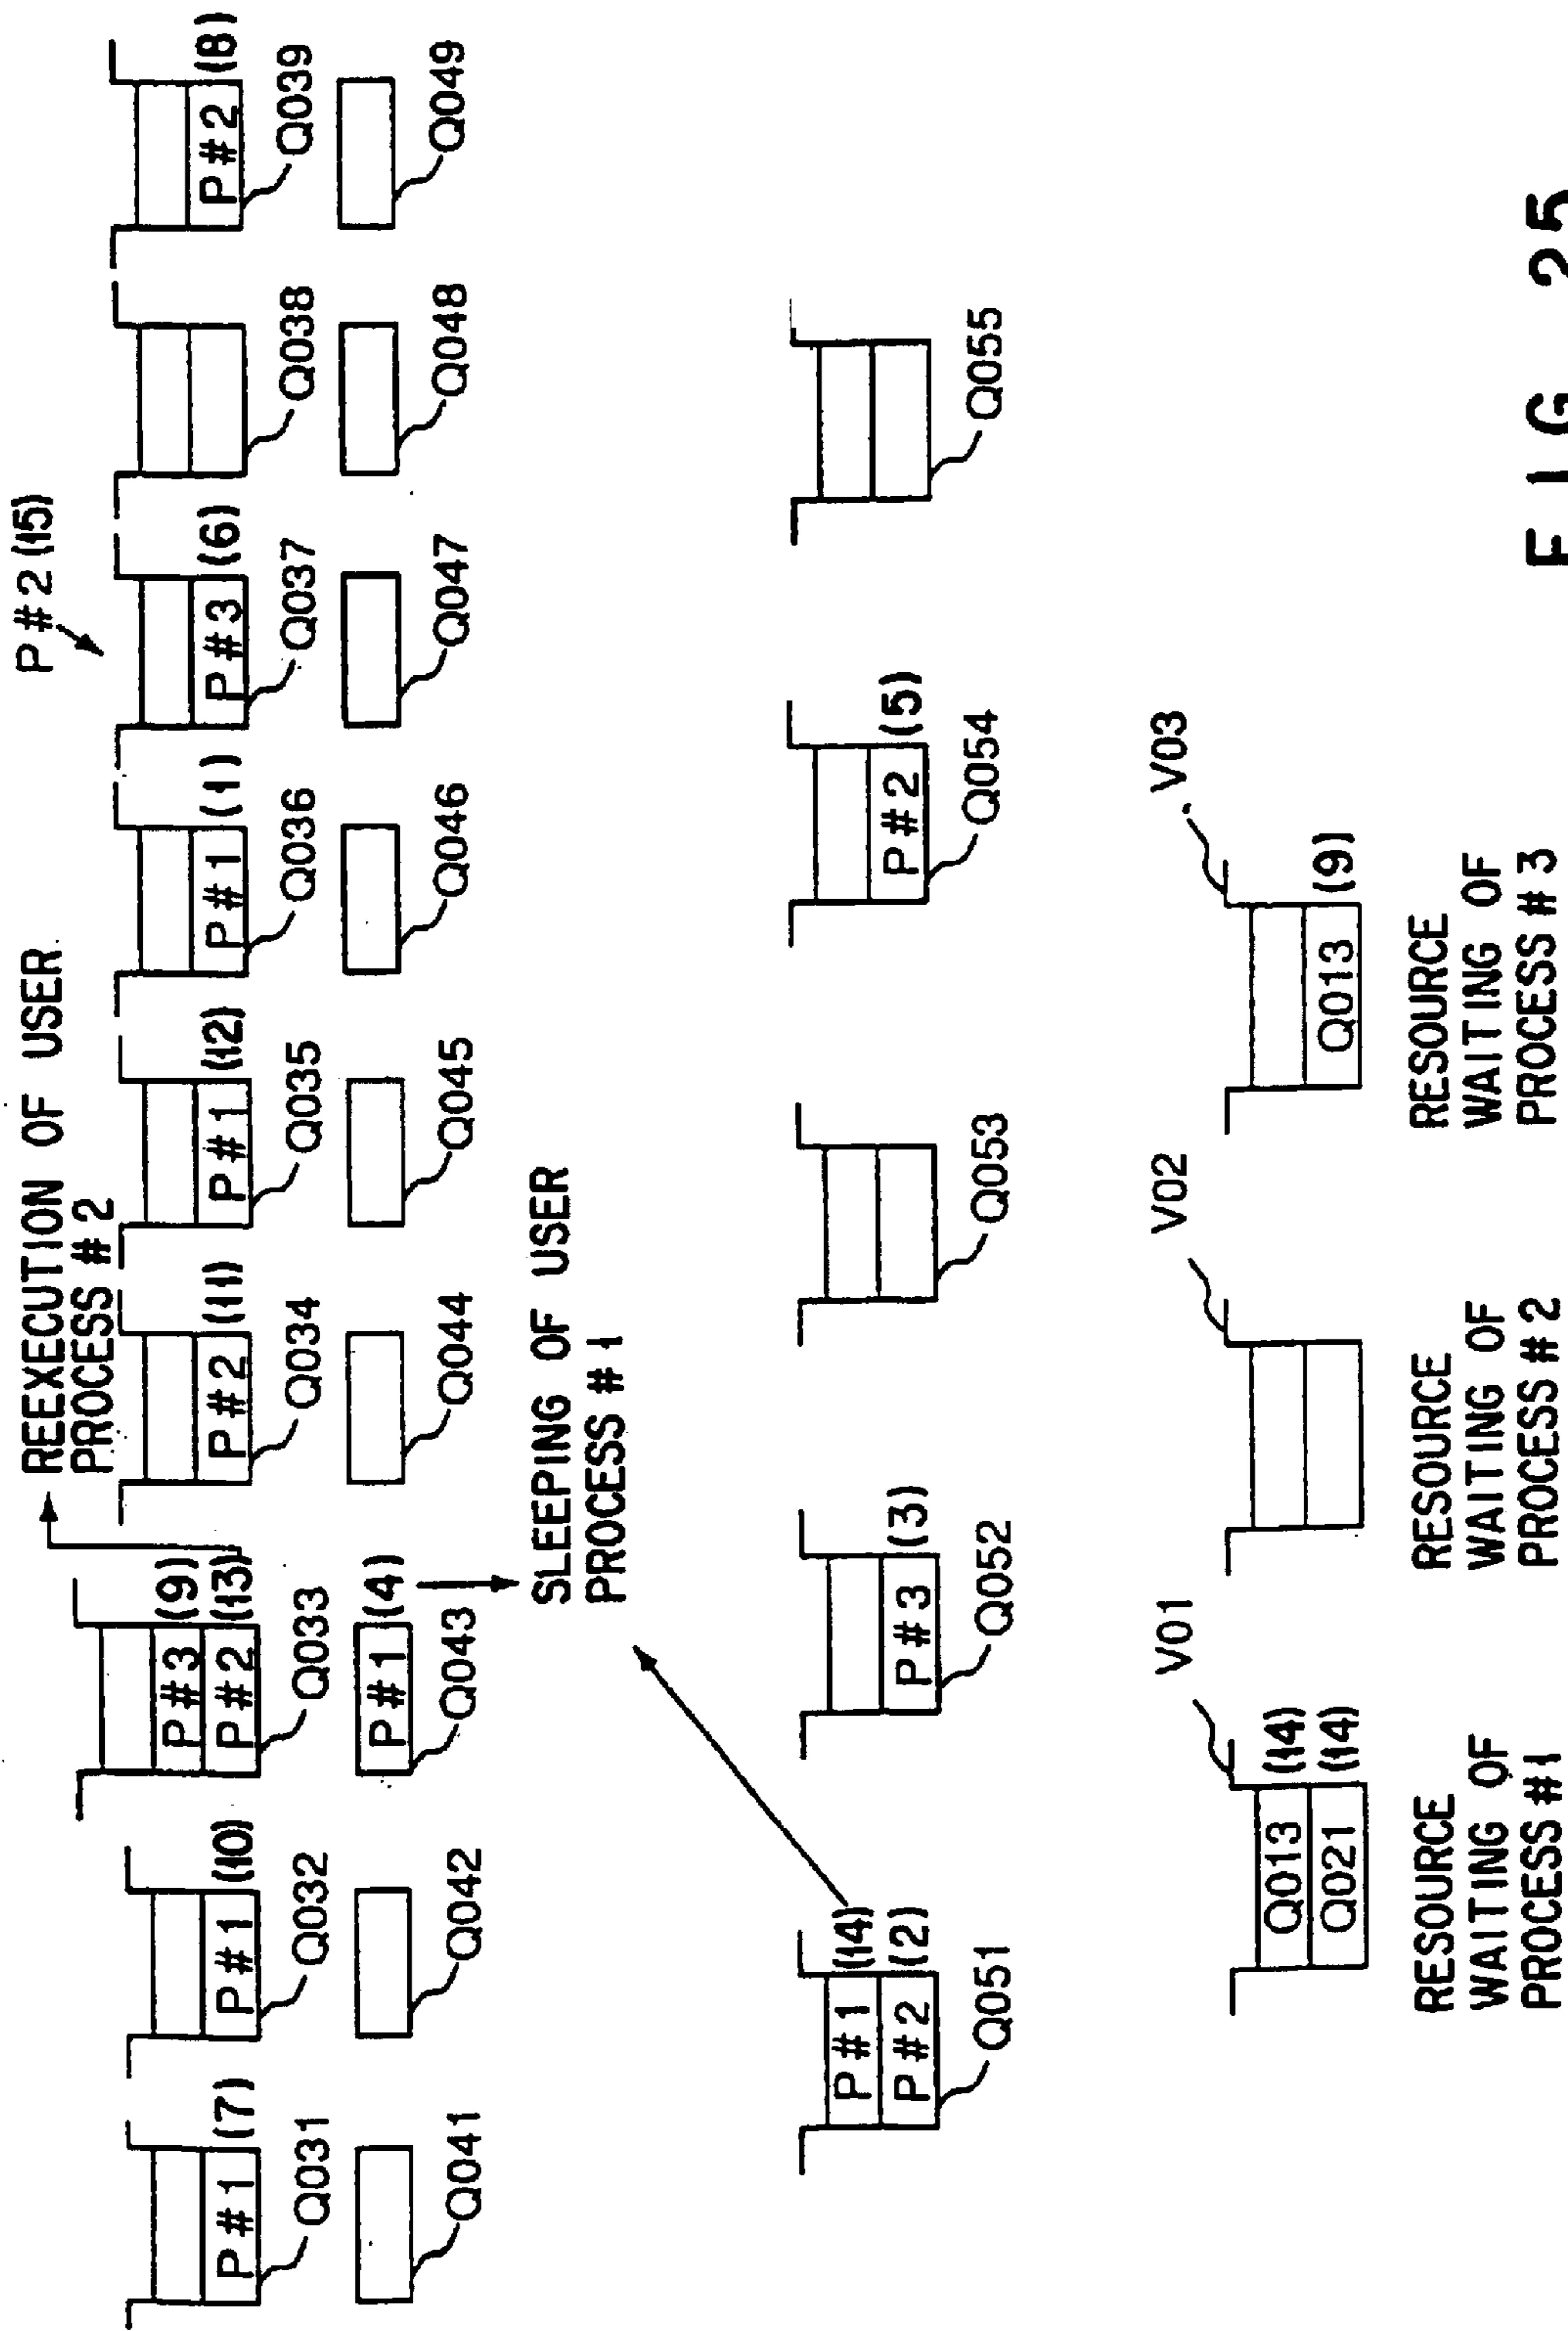 REEXECUTION OF USER
PROCESS #2
P#2 (15)
P#1 (7)
Q031
P#1 (10)
Q032
P#3 (9)
P#2 (13)
Q033
P#2 (11)
Q034
P#1 (12)
Q035
P#1 (1)
Q036
P#3 (6)
Q037
Q038
P#2 (8)
Q039
Q041
Q042
P#1 (4)
Q043
Q044
Q045
Q046
Q047
Q048
Q049
SLEEPING OF USER
PROCESS #1
P#1 (14)
P#2 (2)
Q051
P#3 (3)
Q052
Q053
P#2 (5)
Q054
Q055
V01
Q013 (14)
Q021 (14)
RESOURCE
WAITING OF
PROCESS #1
V02
RESOURCE
WAITING OF
PROCESS #2
V03
Q013 (9)
RESOURCE
WAITING OF
PROCESS #3
FIG 25